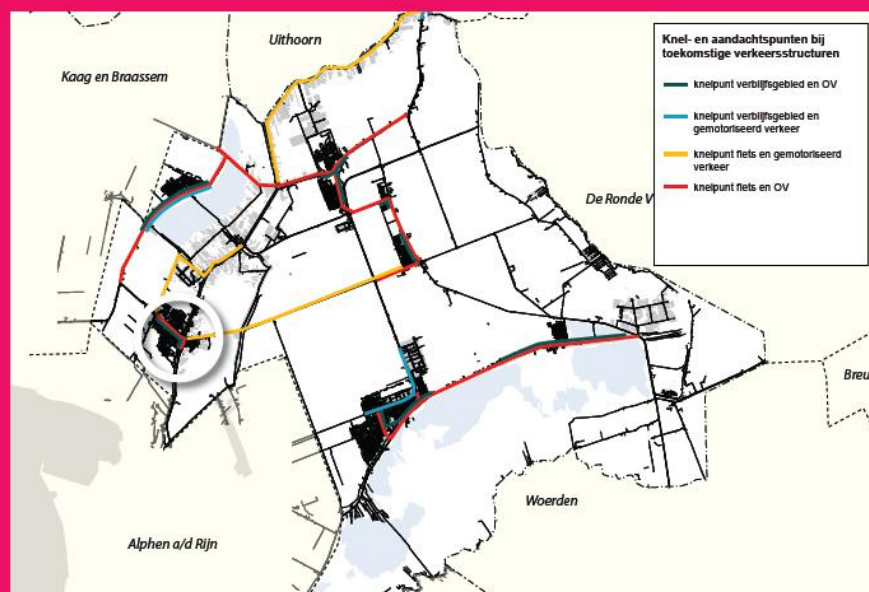 Uithoorn
Kaag en Braassem
Knel- en aandachtspunten bij
toekomstige verkeersstructuren
knelpunt verblijfsgebied en OV
knelpunt verblijfsgebied en
gemotoriseerd verkeer
knelpunt fiets en gemotoriseerd
verkeer
knelpunt fiets en OV
De Ronde V
Breu
Woerden
Alphen a/d Rijn